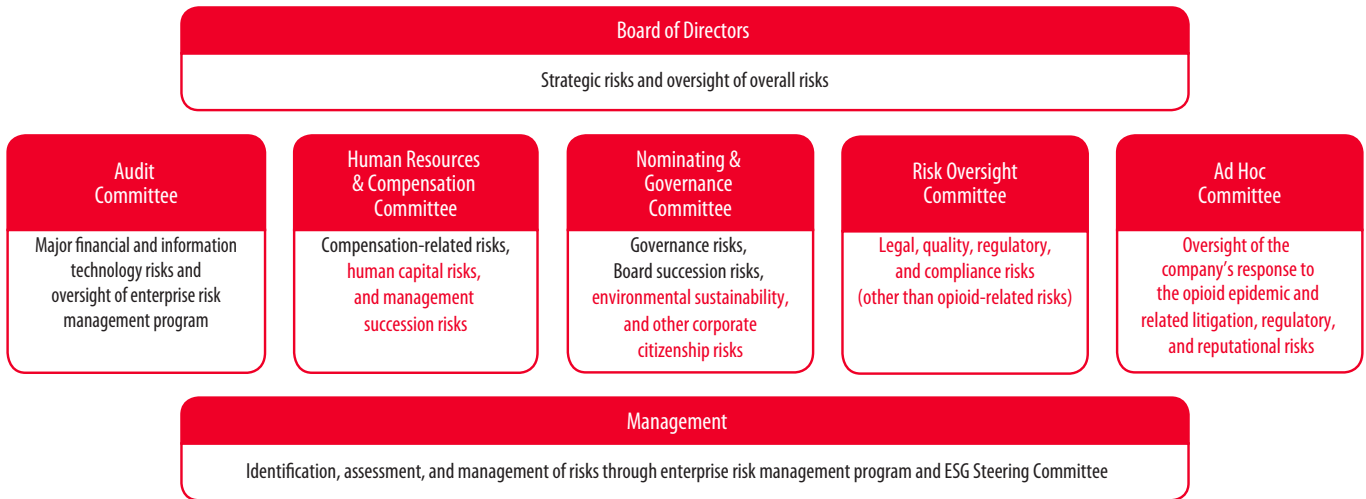 Board of Directors
Strategic risks and oversight of overall risks
Audit
Committee
Major financial and information
technology risks and
oversight of enterprise risk
management program
Human Resources
& Compensation
Committee
Compensation-related risks,
human capital risks,
and management
succession risks
Nominating &
Governance
Committee
Governance risks,
Board succession risks,
environmental sustainability,
and other corporate
citizenship risks
Risk Oversight
Committee
Legal, quality, regulatory,
and compliance risks
(other than opioid-related risks)
Ad Hoc
Committee
Oversight of the
company's response to
the opioid epidemic and
related litigation, regulatory,
and reputational risks
Management
Identification, assessment, and management of risks through enterprise risk management program and ESG Steering Committee